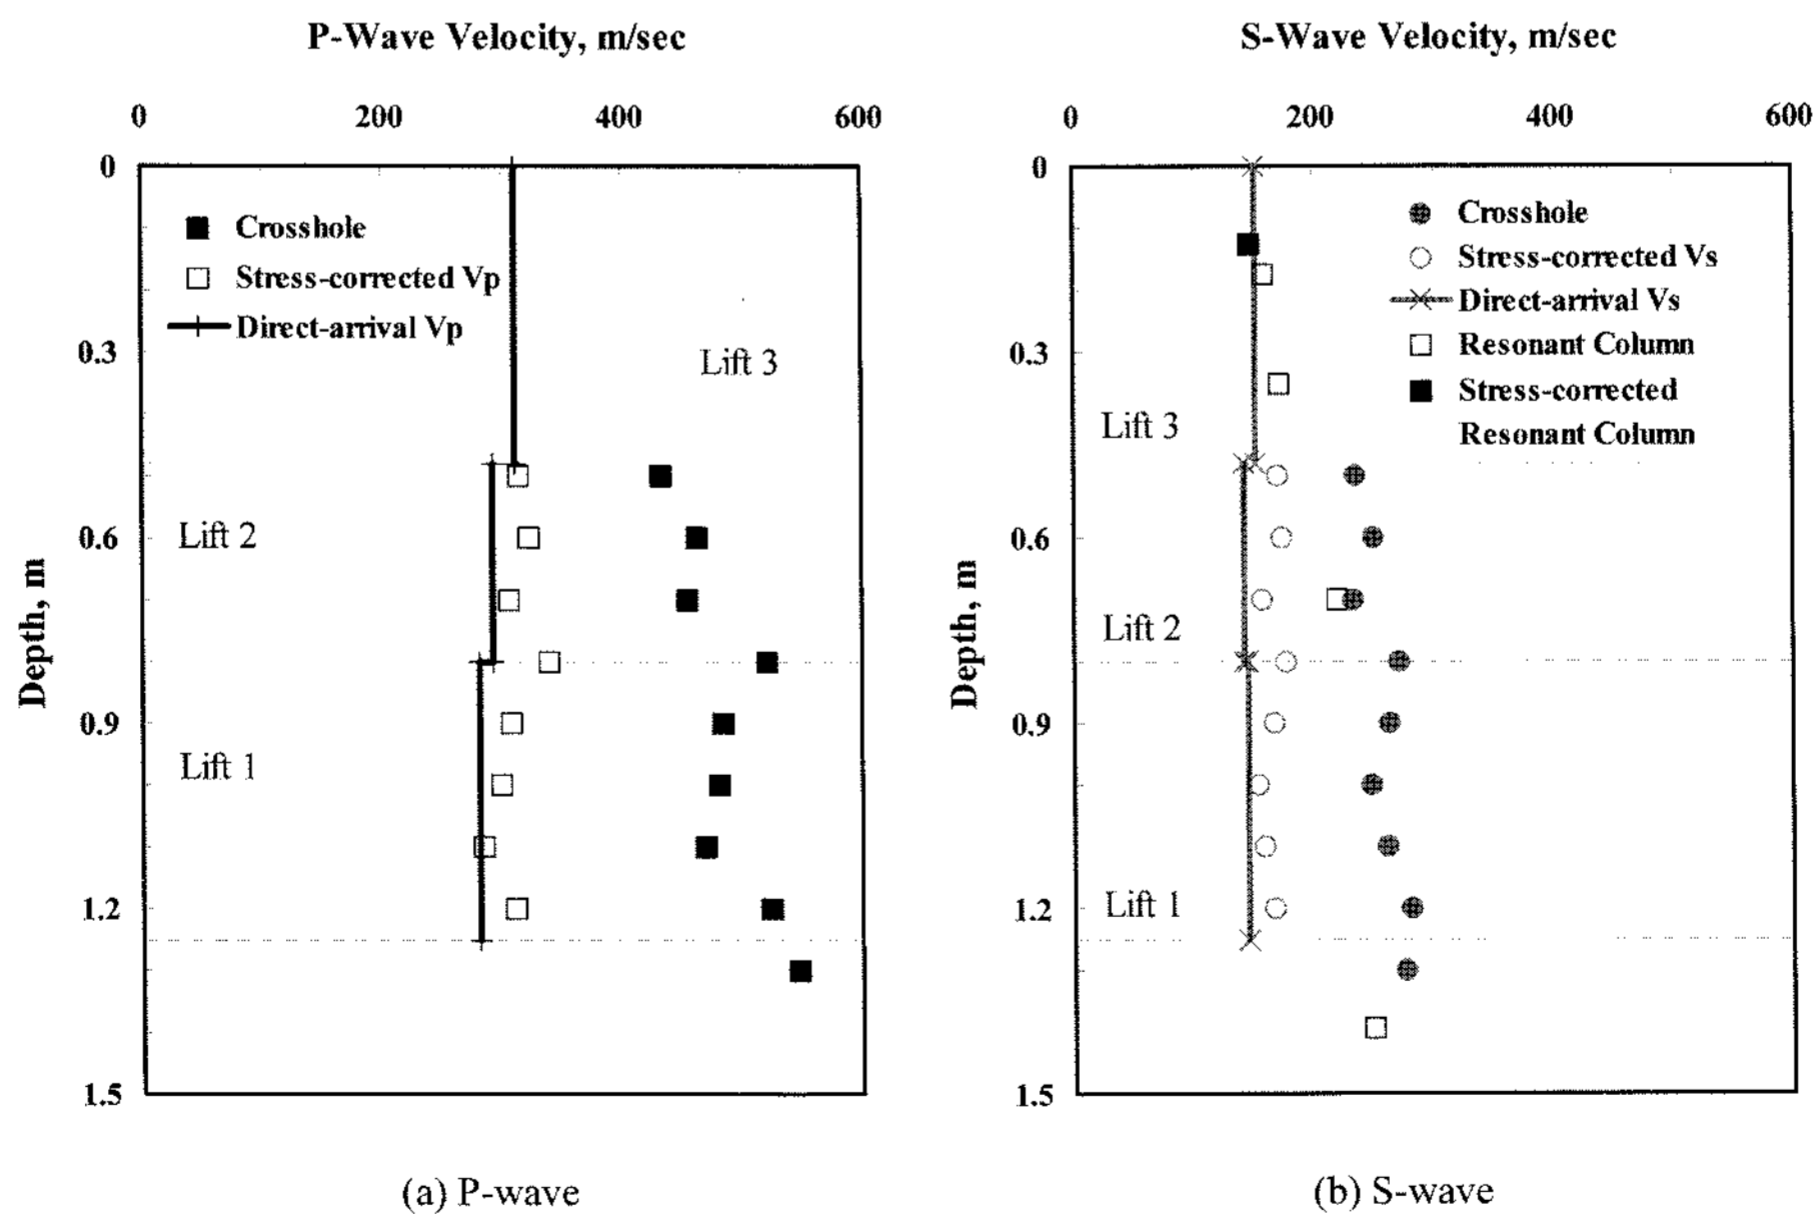 P-Wave Velocity, m/sec
0 200 400 600
0
0.3
0.6
0.9
1.2
1.5
Depth, m
Crosshole
Stress-corrected Vp
Direct-arrival Vp
Lift 3
Lift 2
Lift 1
(a) P-wave
S-Wave Velocity, m/sec
0 200 400 600
0
0.3
0.6
0.9
1.2
1.5
Depth, m
Crosshole
Stress-corrected Vs
Direct-arrival Vs
Resonant Column
Stress-corrected
Resonant Column
Lift 3
Lift 2
Lift 1
(b) S-wave